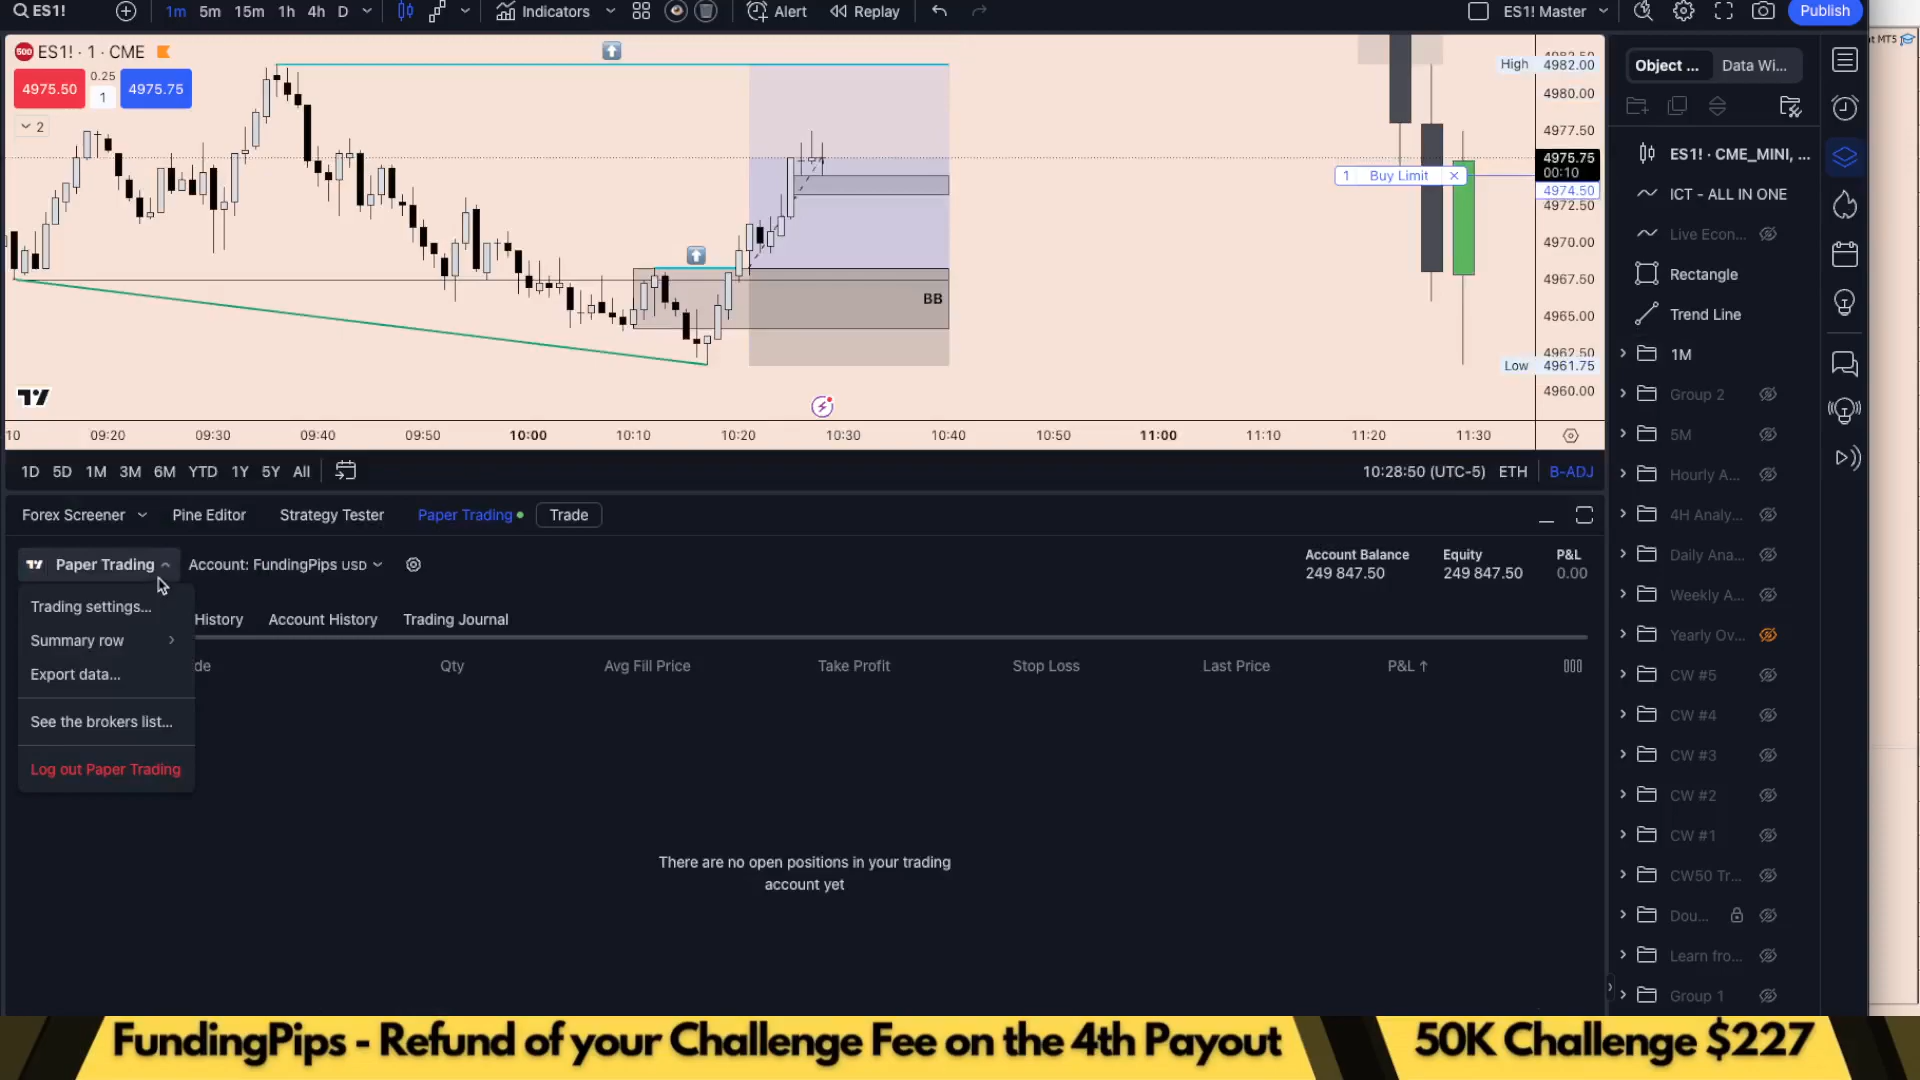 ES1!
1m 5m 15m 1h 4h D
Indicators
Alert
Replay
ES1! Master
Publish
ES1! · 1 · CME
4975.50
0.25
1
4975.75
2
High 4982.00
4980.00
4977.50
4975.75
00:10
1 Buy Limit
4974.50
4972.50
4970.00
4967.50
4965.00
4962.50
Low 4961.75
4960.00
BB
:10 09:20 09:30 09:40 09:50 10:00 10:10 10:20 10:30 10:40 10:50 11:00 11:10 11:20 11:30
1D 5D 1M 3M 6M YTD 1Y 5Y All
10:28:50 (UTC-5) ETH B-ADJ
Forex Screener Pine Editor Strategy Tester Paper Trading Trade
Paper Trading
Account: FundingPips USD
Account Balance
249 847.50
Equity
249 847.50
P&L
0.00
Trading settings...
Summary row
Export data...
See the brokers list...
Log out Paper Trading
History Account History Trading Journal
de Qty Avg Fill Price Take Profit Stop Loss Last Price P&L ↑
There are no open positions in your trading
account yet
Object ... Data Wi...
ES1! · CME_MINI, ...
ICT - ALL IN ONE
Live Econ...
Rectangle
Trend Line
1M
Group 2
5M
Hourly A...
4H Analy...
Daily Ana...
Weekly A...
Yearly Ov...
CW #5
CW #4
CW #3
CW #2
CW #1
CW50 Tr...
Dou...
Learn fro...
Group 1
MT5
FundingPips - Refund of your Challenge Fee on the 4th Payout
50K Challenge $227